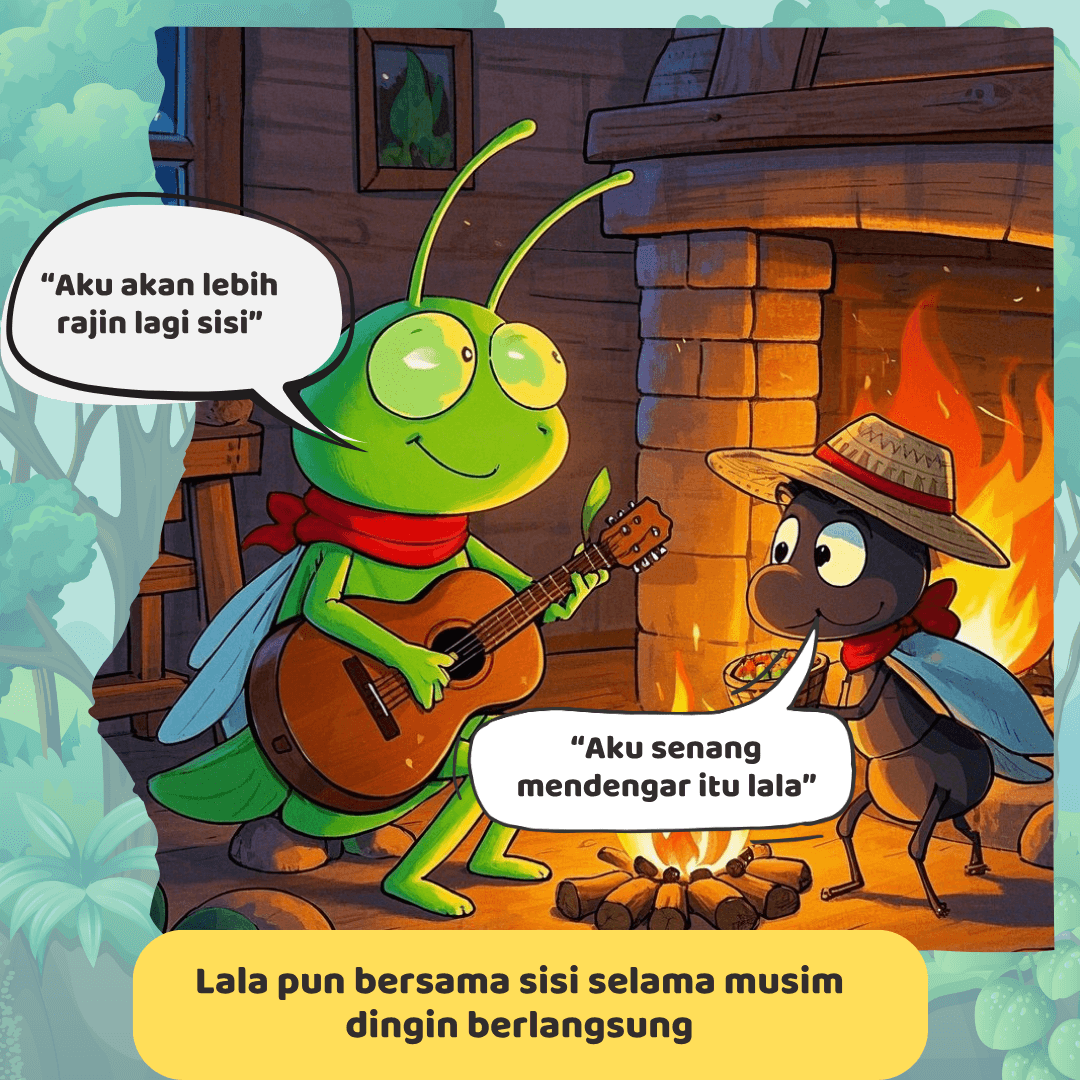 “Aku akan lebih
rajin lagi sisi”
“Aku senang
mendengar itu lala”
Lala pun bersama sisi selama musim
dingin berlangsung